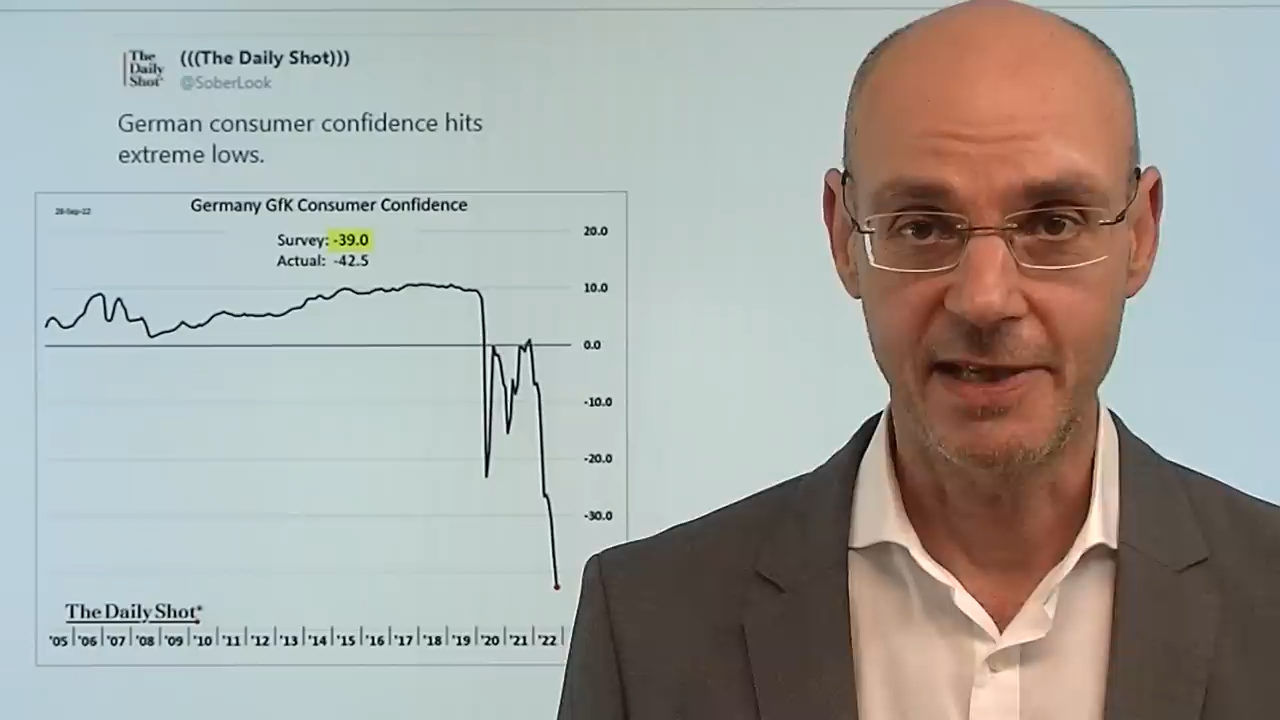 The
Daily
Shot
(((The Daily Shot)))
@SoberLook
German consumer confidence hits
extreme lows.
28-Sep-22
Germany GfK Consumer Confidence
Survey: -39.0
Actual: -42.5
20.0
10.0
0.0
-10.0
-20.0
-30.0
The Daily Shot
'05 '06 '07 '08 '09 '10 '11 '12 '13 '14 '15 '16 '17 '18 '19 '20 '21 '22